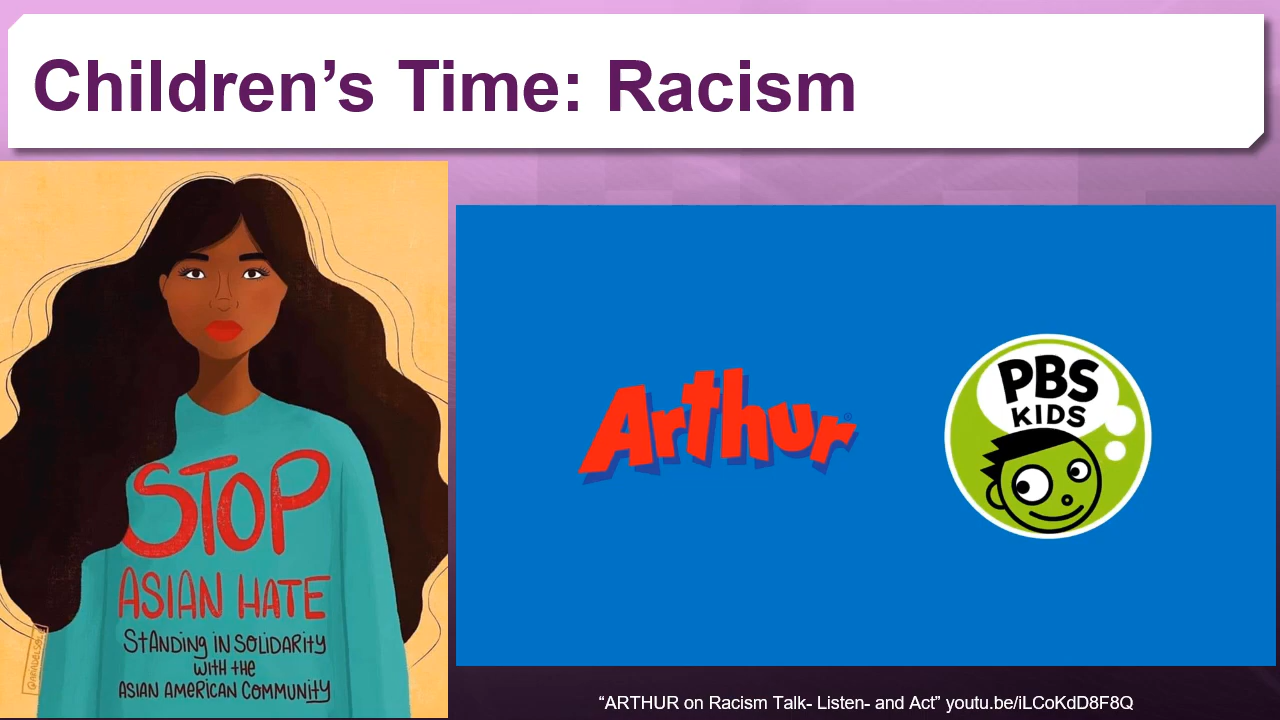 Children’s Time: Racism
STOP
ASIAN HATE
STANDING IN SOLIDARITY
WITH THE
ASIAN AMERICAN COMMUNITY
Arthur
PBS
KIDS
“ARTHUR on Racism Talk- Listen- and Act” youtu.be/iLCoKdD8F8Q